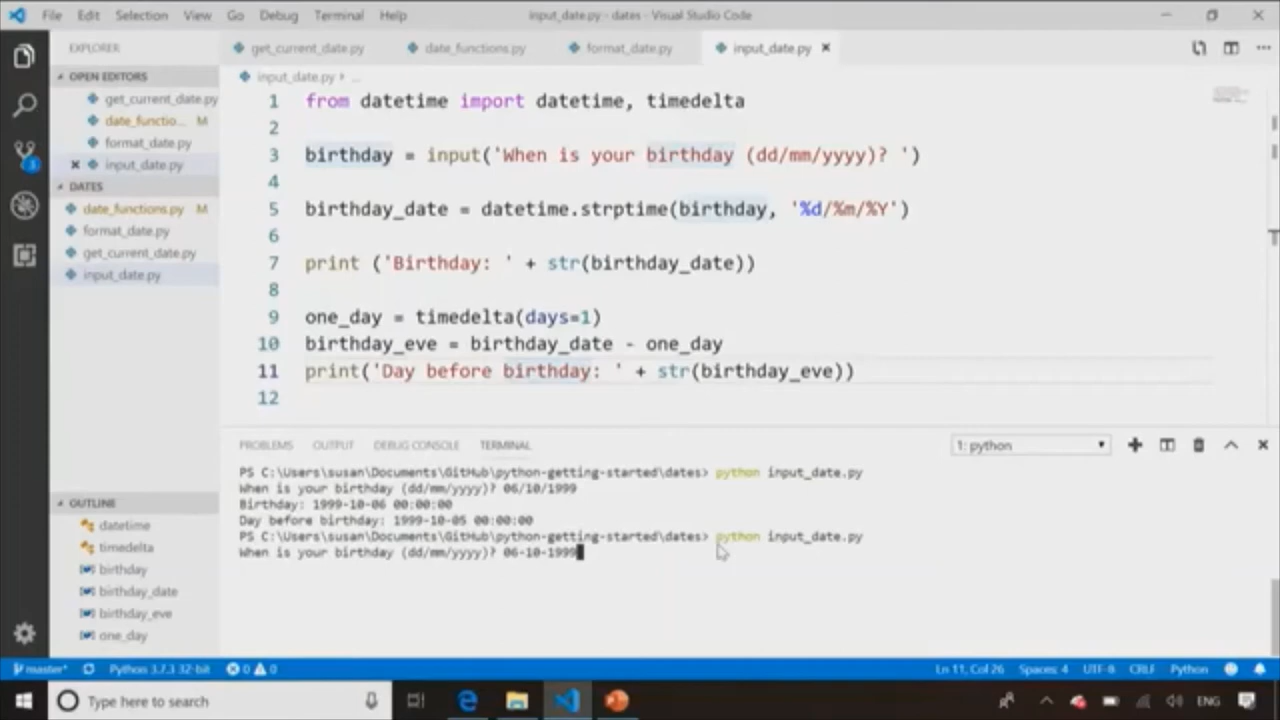 File Edit Selection View Go Debug Terminal Help input_date.py - dates - Visual Studio Code
EXPLORER get_current_date.py date_functions.py format_date.py input_date.py ×
OPEN EDITORS
get_current_date.py
date_functio... M
format_date.py
× input_date.py
DATES
date_functions.py M
format_date.py
get_current_date.py
input_date.py
input_date.py › ...
1 from datetime import datetime, timedelta
2
3 birthday = input('When is your birthday (dd/mm/yyyy)? ')
4
5 birthday_date = datetime.strptime(birthday, '%d/%m/%Y')
6
7 print ('Birthday: ' + str(birthday_date))
8
9 one_day = timedelta(days=1)
10 birthday_eve = birthday_date - one_day
11 print('Day before birthday: ' + str(birthday_eve))
12
PROBLEMS OUTPUT DEBUG CONSOLE TERMINAL 1: python
PS C:\Users\susan\Documents\GitHub\python-getting-started\dates> python input_date.py
When is your birthday (dd/mm/yyyy)? 06/10/1999
Birthday: 1999-10-06 00:00:00
Day before birthday: 1999-10-05 00:00:00
PS C:\Users\susan\Documents\GitHub\python-getting-started\dates> python input_date.py
When is your birthday (dd/mm/yyyy)? 06-10-1999
OUTLINE
datetime
timedelta
birthday
birthday_date
birthday_eve
one_day
master* Python 3.7.3 32-bit 0 0 Ln 11, Col 26 Spaces: 4 UTF-8 CRLF Python
Type here to search ENG